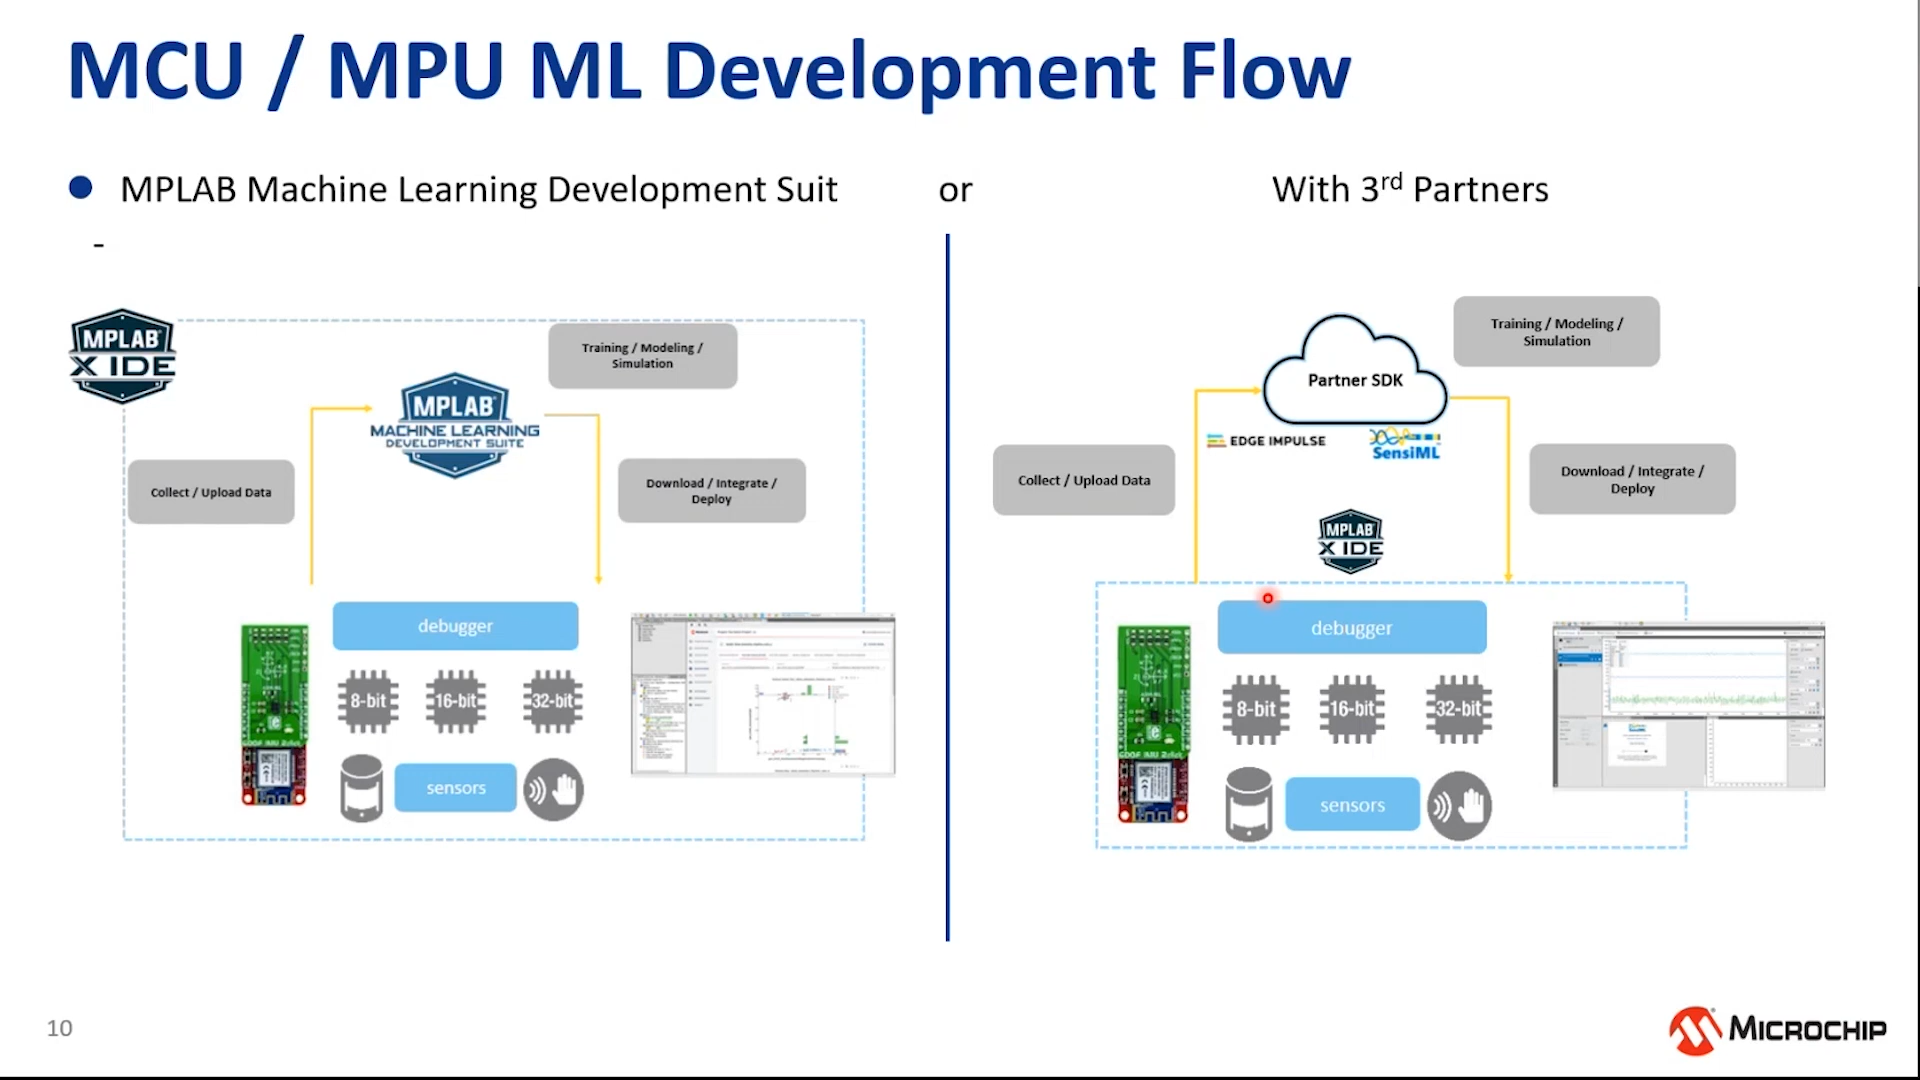 MCU / MPU ML Development Flow
MPLAB Machine Learning Development Suit
or
With 3rd Partners
-
MPLAB®
X IDE
Training / Modeling /
Simulation
MPLAB®
MACHINE LEARNING
DEVELOPMENT SUITE
Collect / Upload Data
Download / Integrate /
Deploy
debugger
8-bit
16-bit
32-bit
sensors
Training / Modeling /
Simulation
Partner SDK
EDGE IMPULSE
SensiML
Collect / Upload Data
Download / Integrate /
Deploy
MPLAB®
X IDE
debugger
8-bit
16-bit
32-bit
sensors
10
MICROCHIP